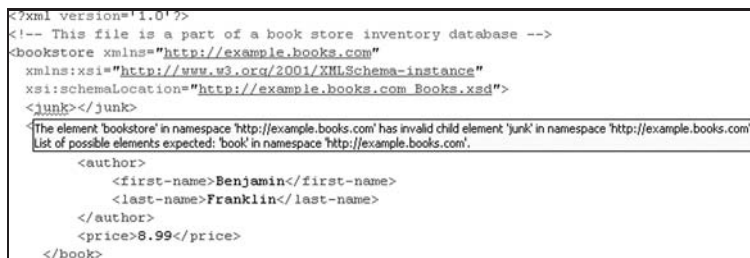 <?xml version='1.0'?>
<!-- This file is a part of a book store inventory database -->
<bookstore xmlns="http://example.books.com"
xmlns:xsi="http://www.w3.org/2001/XMLSchema-instance"
xsi:schemaLocation="http://example.books.com Books.xsd">
<junk></junk>
<
The element 'bookstore' in namespace 'http://example.books.com' has invalid child element 'junk' in namespace 'http://example.books.com'
List of possible elements expected: 'book' in namespace 'http://example.books.com'.
<author>
<first-name>Benjamin</first-name>
<last-name>Franklin</last-name>
</author>
<price>8.99</price>
</book>